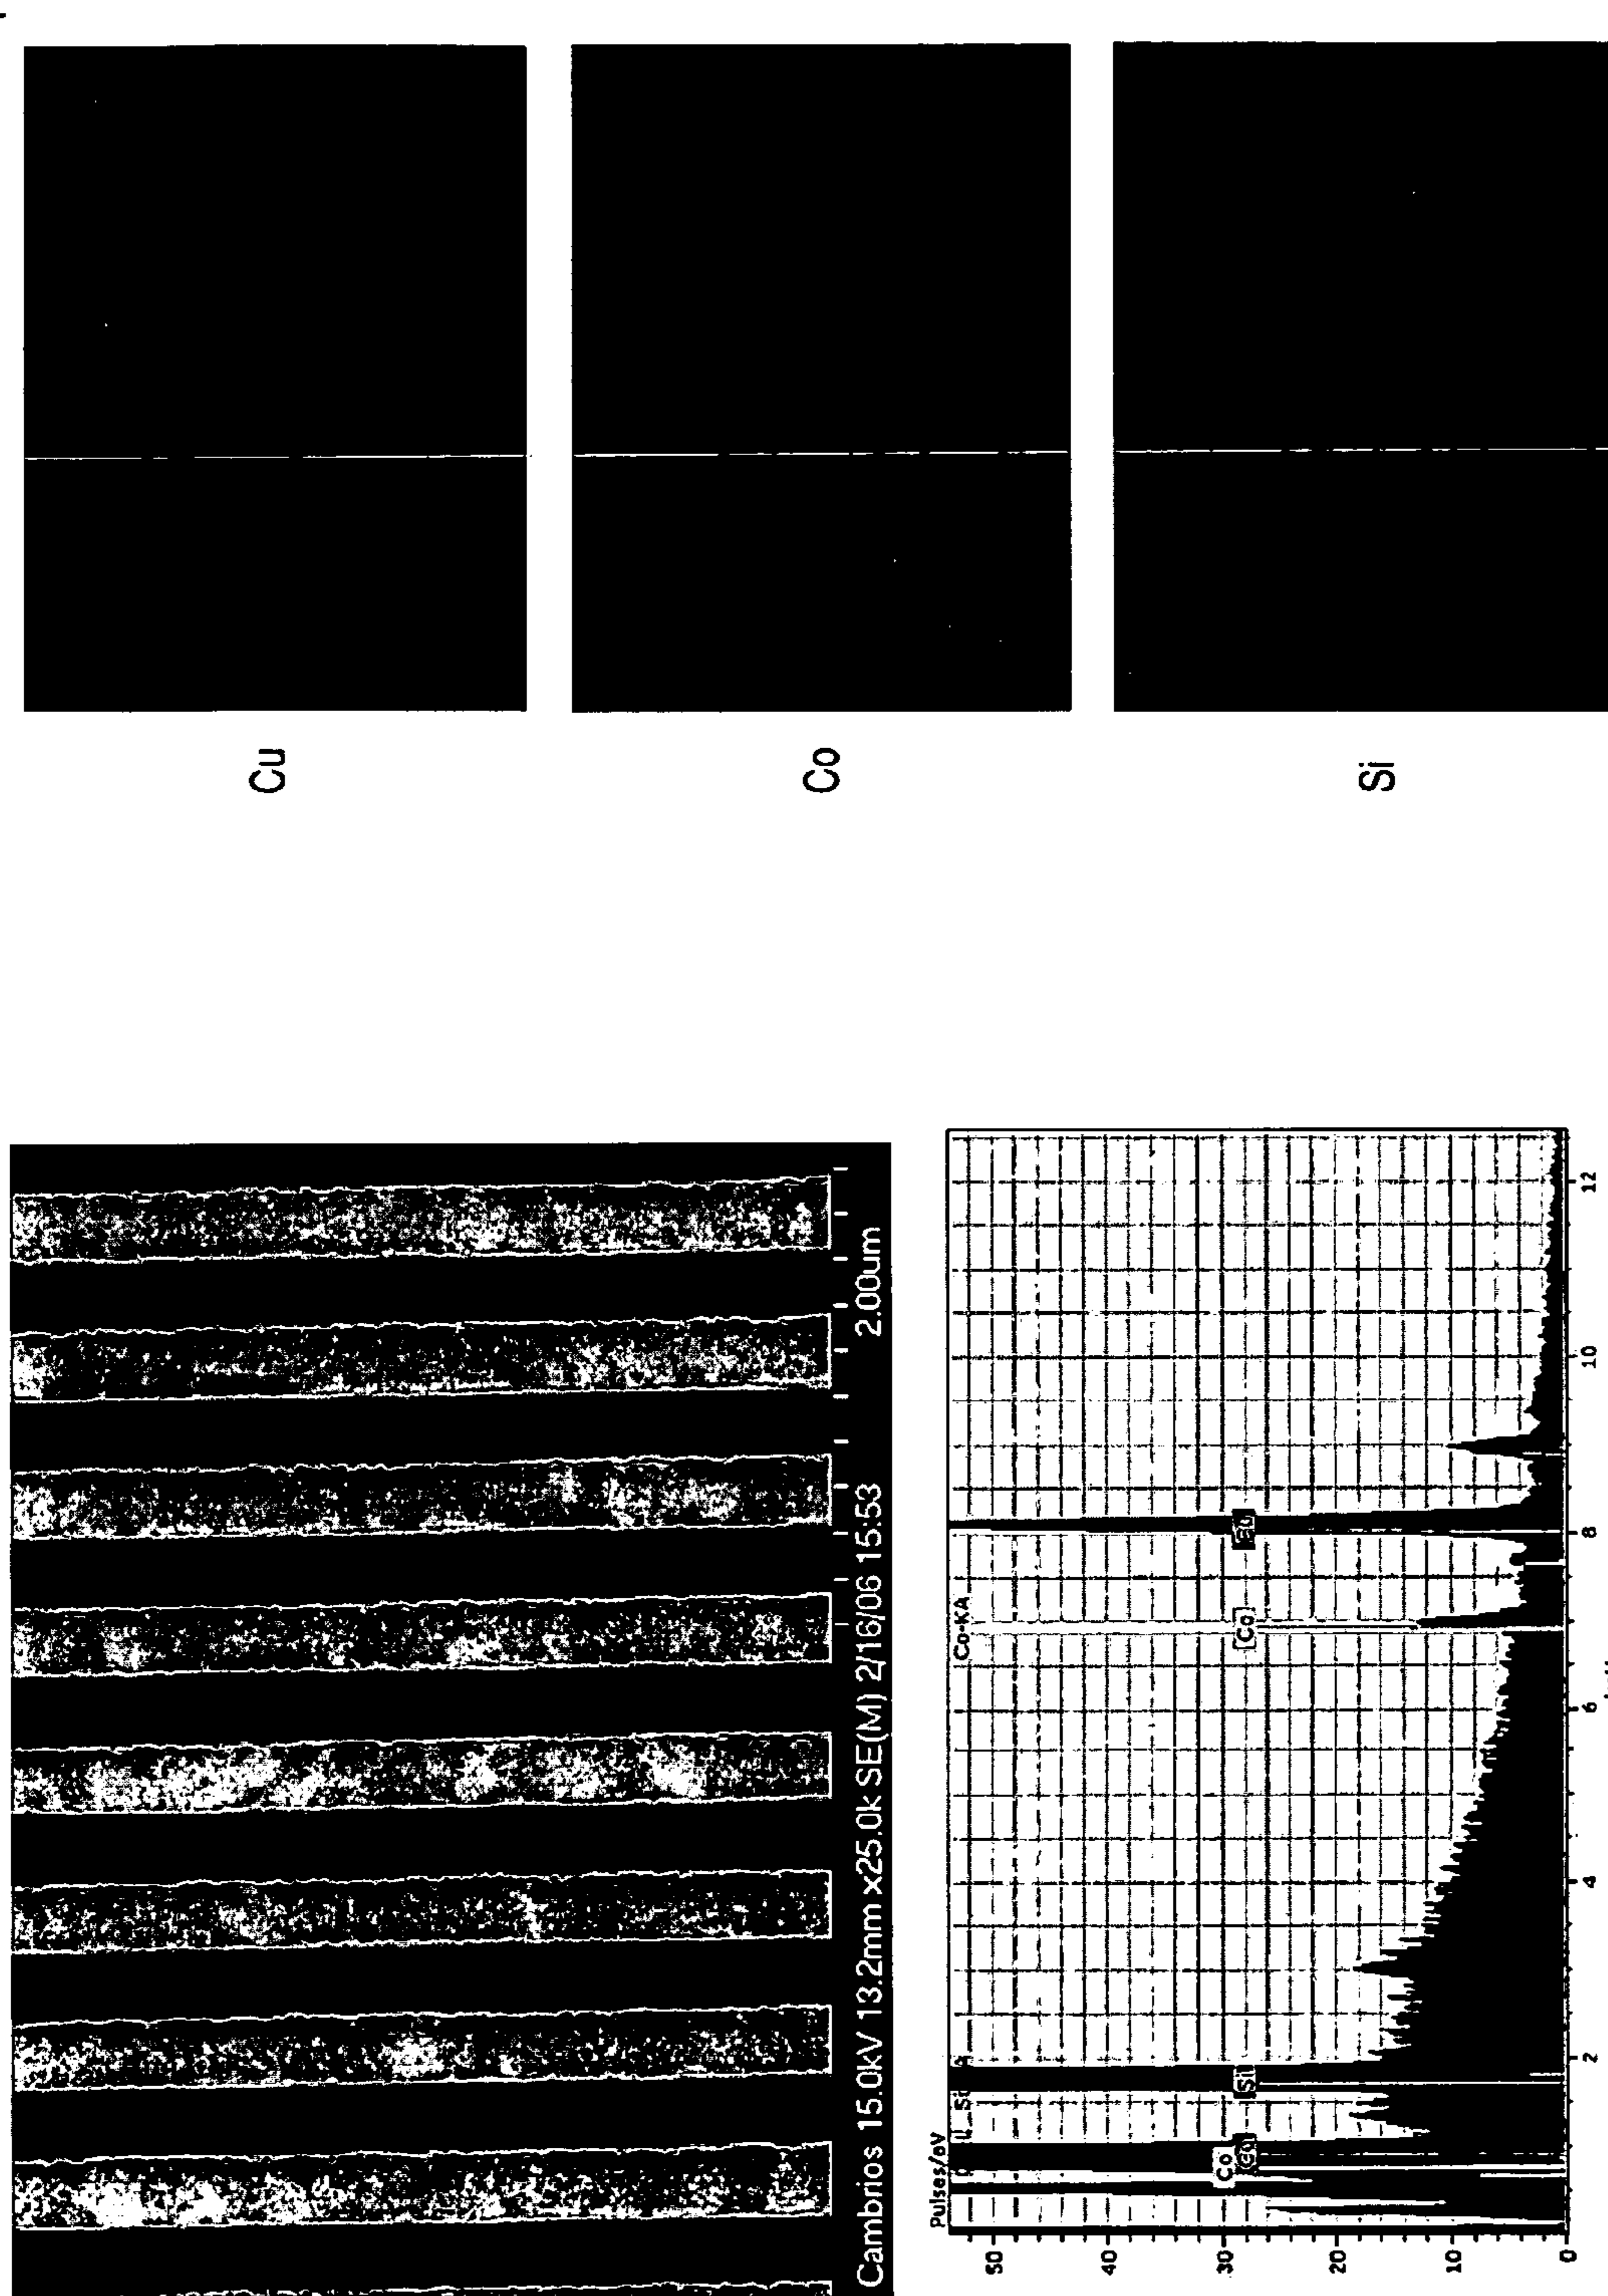 Cu
Co
Si
Cambrios 15.0kV 13.2mm x25.0k SE(M) 2/16/06 15:53
2.00um
Pulses/eV
Co-KA
Co
Si
Co
50
40
30
20
10
0
2
4
6
8
10
12